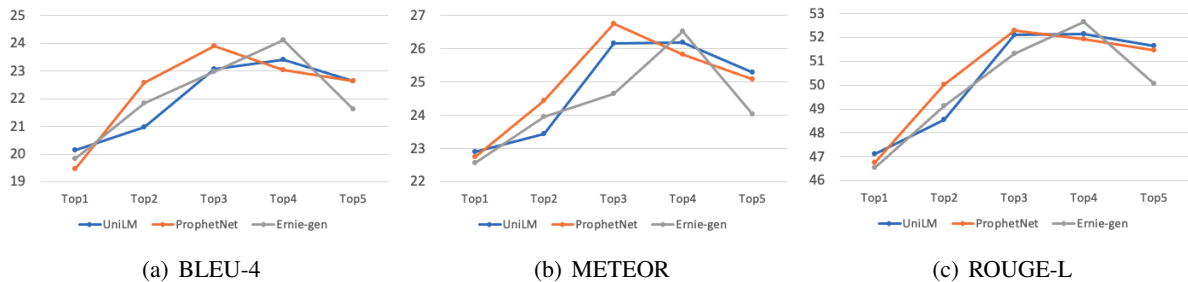 25
24
23
22
21
20
19
Top1 Top2 Top3 Top4 Top5
UniLM ProphetNet Ernie-gen
(a) BLEU-4
27
26
25
24
23
22
Top1 Top2 Top3 Top4 Top5
UniLM ProphetNet Ernie-gen
(b) METEOR
53
52
51
50
49
48
47
46
Top1 Top2 Top3 Top4 Top5
UniLM ProphetNet Ernie-gen
(c) ROUGE-L